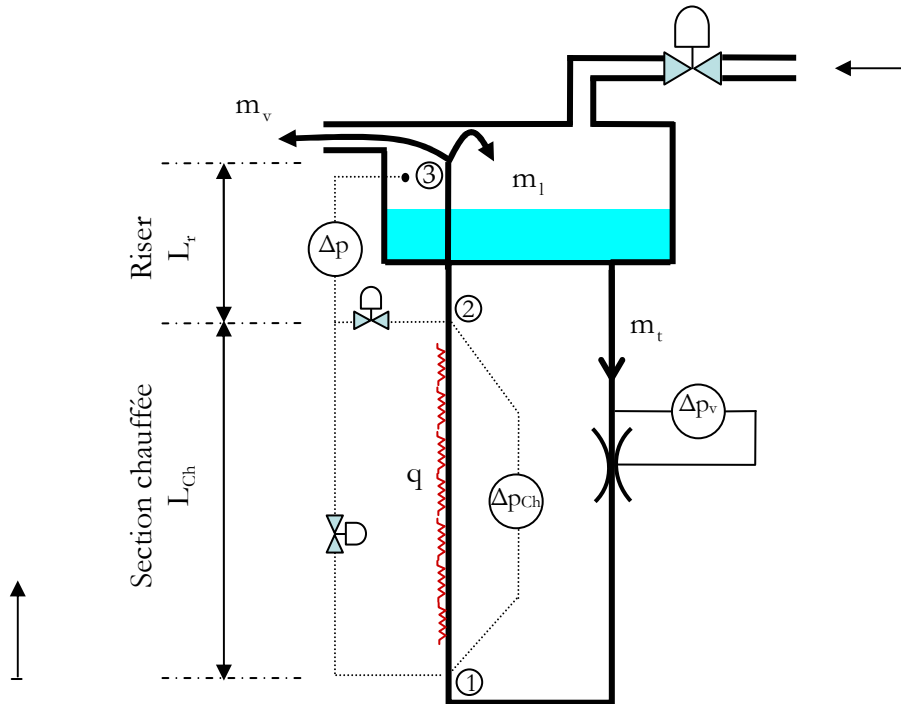 m_v
③
m_l
Riser
L_r
Δp
②
m_t
Section chauffée
L_Ch
q
Δp_v
Δp_Ch
①